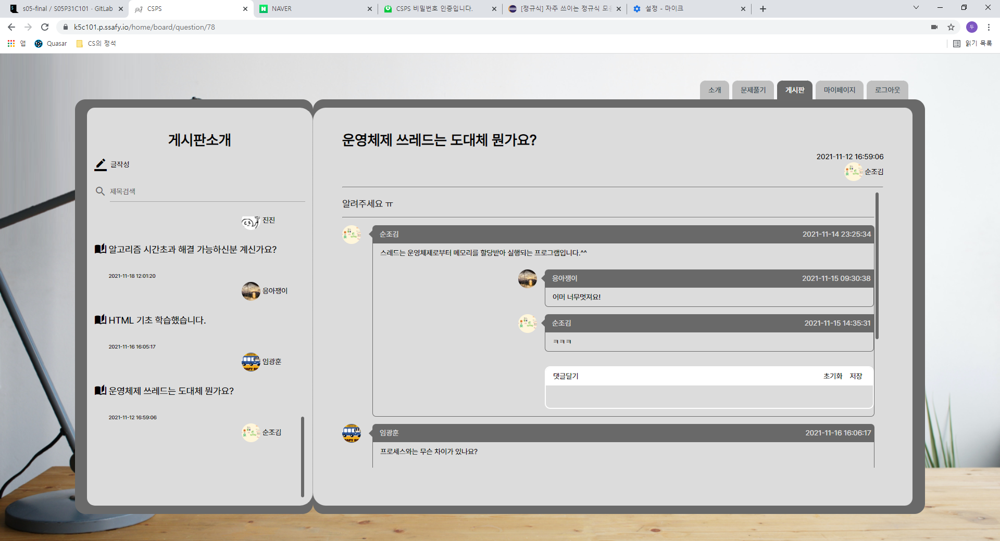 s05-final / S05P31C101 · GitLab
CSPS
NAVER
CSPS 비밀번호 인증입니다.
[정규식] 자주 쓰이는 정규식 모음
설정 - 마이크
k5c101.p.ssafy.io/home/board/question/78
두
앱
Quasar
CS의 정석
읽기 목록
소개
문제풀기
게시판
마이페이지
로그아웃
게시판소개
글작성
제목검색
진진
알고리즘 시간초과 해결 가능하신분 계신가요?
2021-11-18 12:01:20
응아쟁이
HTML 기초 학습했습니다.
2021-11-16 16:05:17
임광훈
운영체제 쓰레드는 도대체 뭔가요?
2021-11-12 16:59:06
순조김
운영체제 쓰레드는 도대체 뭔가요?
2021-11-12 16:59:06
순조김
알려주세요 ㅠ
순조김 2021-11-14 23:25:34
스레드는 운영체제로부터 메모리를 할당받아 실행되는 프로그램입니다.^^
응아쟁이 2021-11-15 09:30:38
어머 너무멋져요!
순조김 2021-11-15 14:35:31
ㅋㅋㅋ
댓글달기 초기화 저장
임광훈 2021-11-16 16:06:17
프로세스와는 무슨 차이가 있나요?